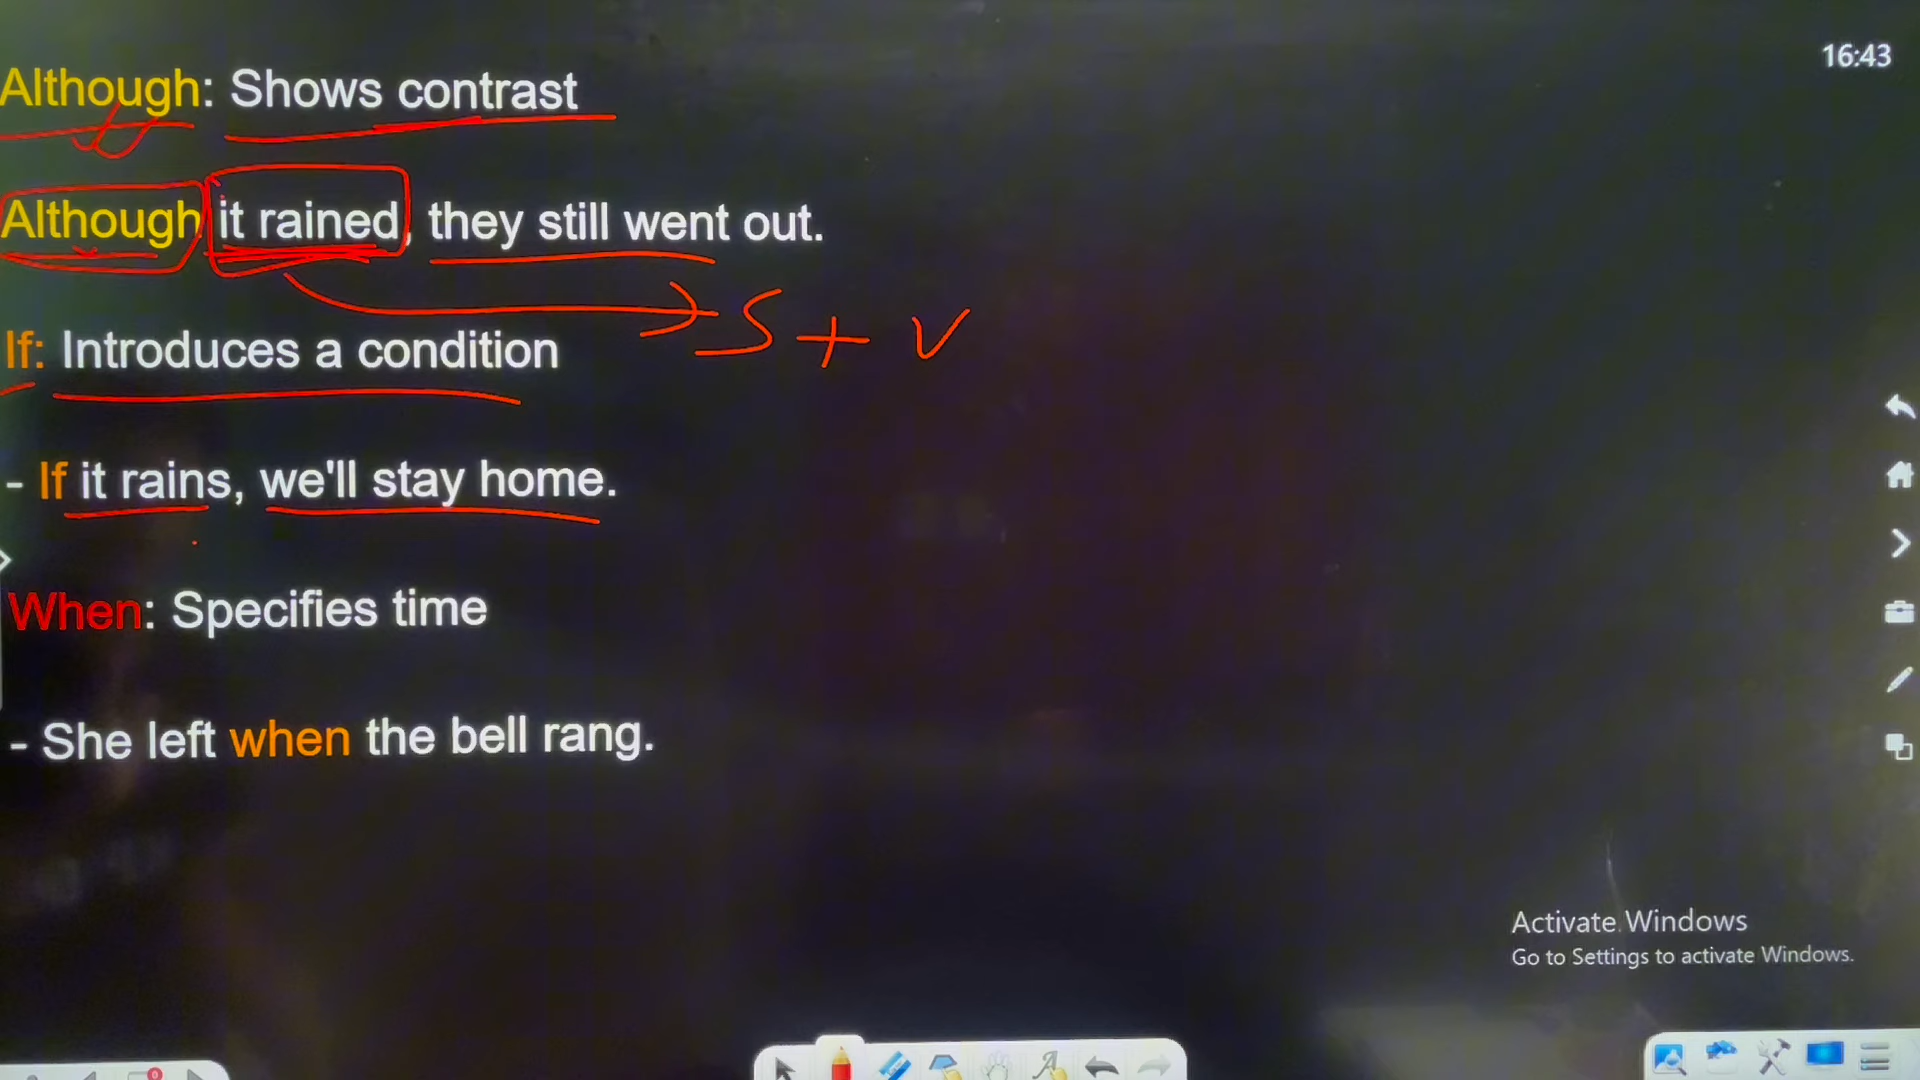 16:43
Although: Shows contrast
Although it rained, they still went out.
S + V
If: Introduces a condition
- If it rains, we'll stay home.
When: Specifies time
- She left when the bell rang.
Activate Windows
Go to Settings to activate Windows.